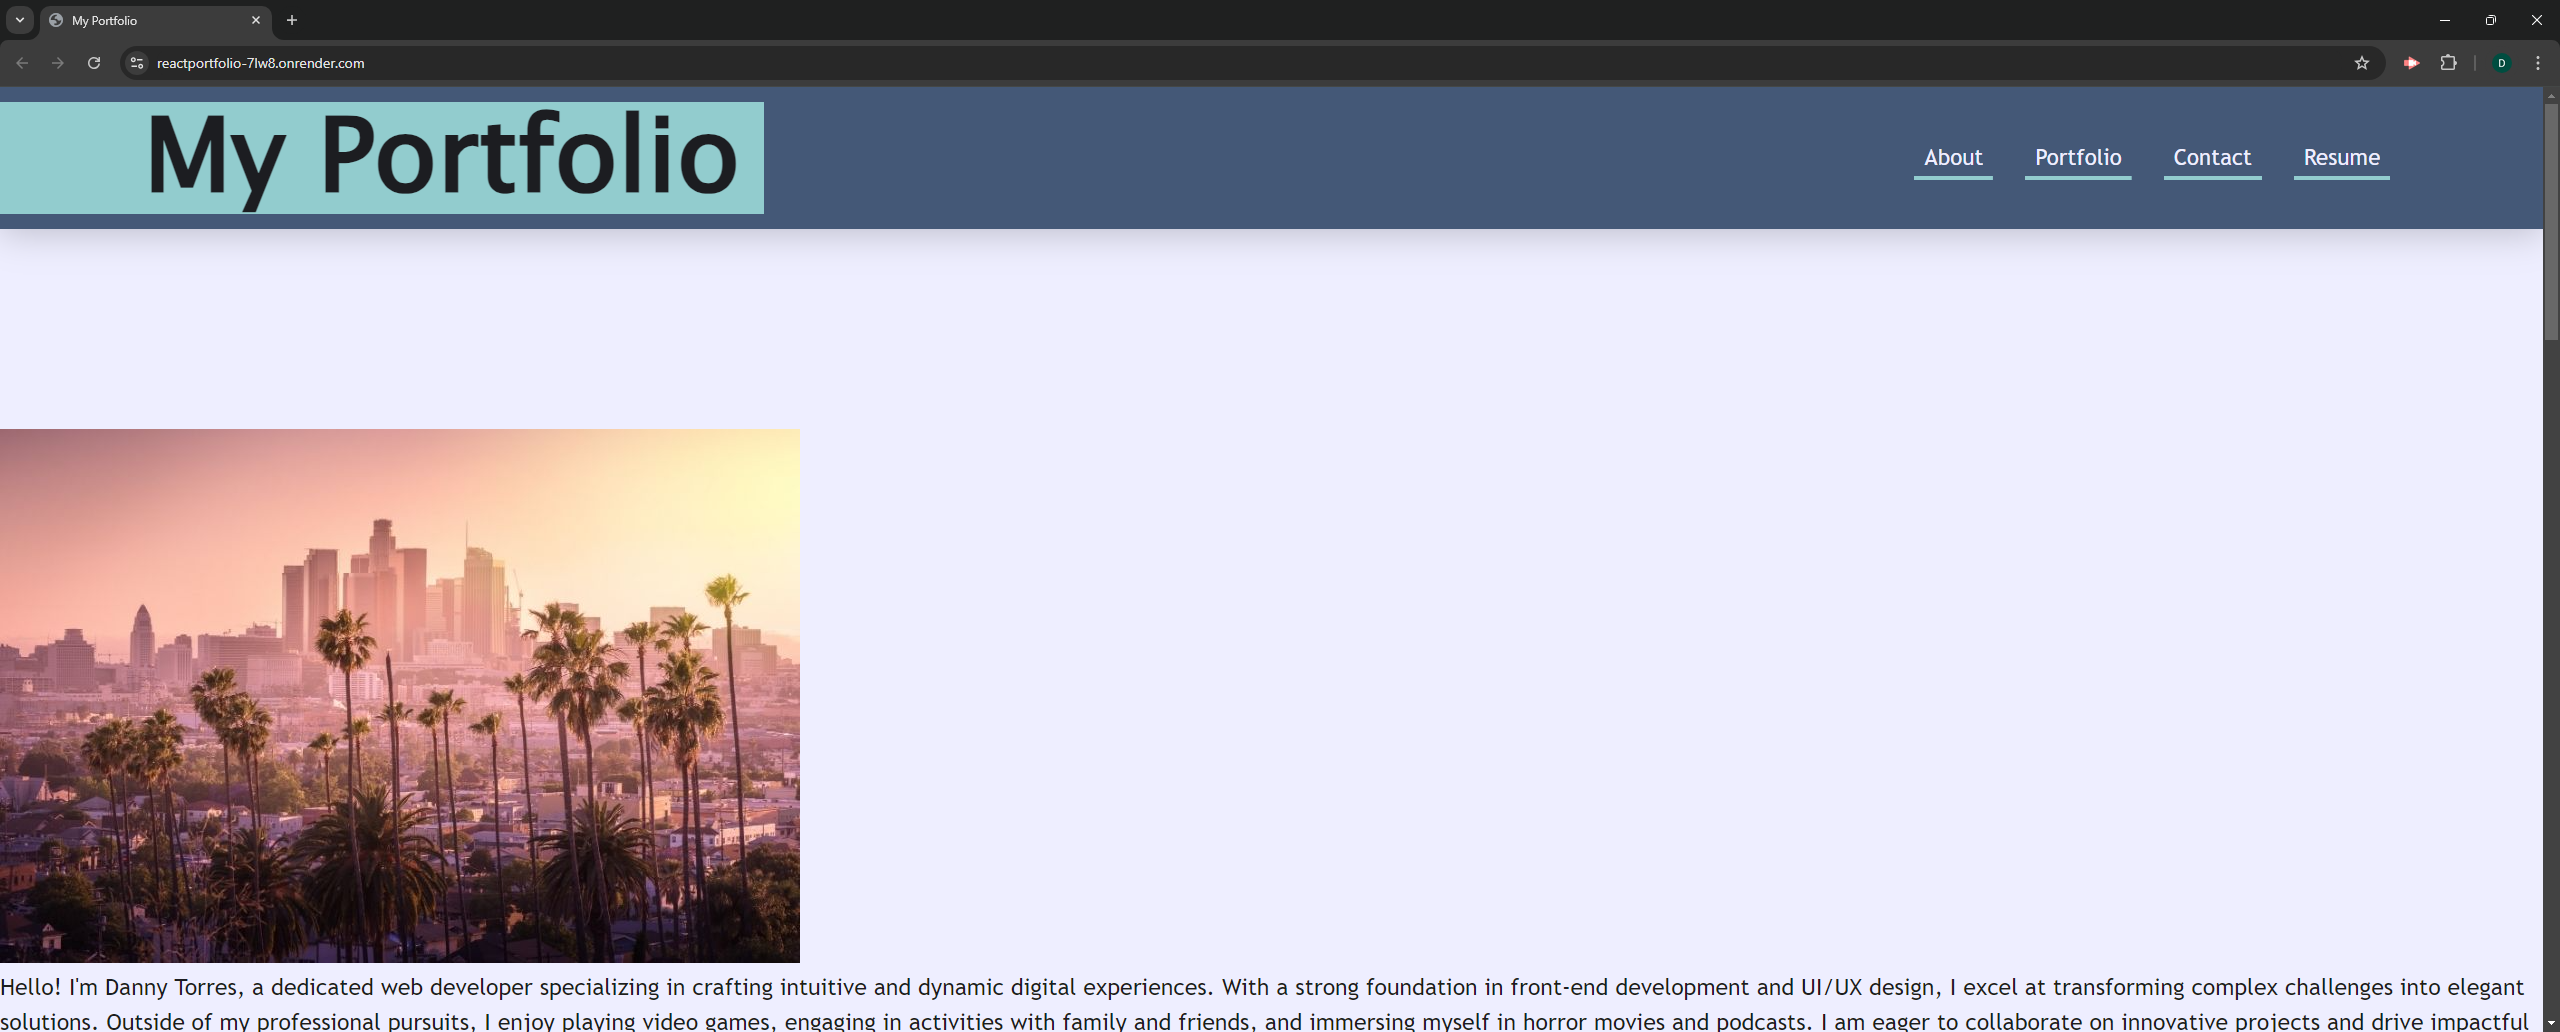 My Portfolio
reactportfolio-7lw8.onrender.com
D
My Portfolio
About
Portfolio
Contact
Resume
Hello! I'm Danny Torres, a dedicated web developer specializing in crafting intuitive and dynamic digital experiences. With a strong foundation in front-end development and UI/UX design, I excel at transforming complex challenges into elegant
solutions. Outside of my professional pursuits, I enjoy playing video games, engaging in activities with family and friends, and immersing myself in horror movies and podcasts. I am eager to collaborate on innovative projects and drive impactful